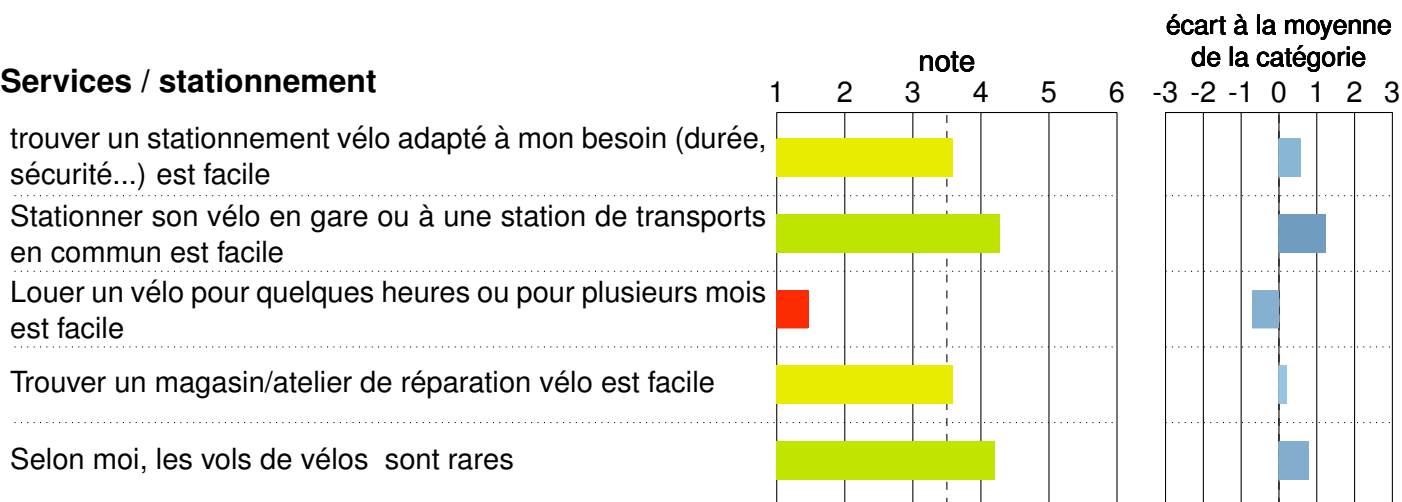 écart à la moyenne
note de la catégorie
Services / stationnement
1 2 3 4 5 6 -3 -2 -1 0 1 2 3
trouver un stationnement vélo adapté à mon besoin (durée,
sécurité...) est facile
Stationner son vélo en gare ou à une station de transports
en commun est facile
Louer un vélo pour quelques heures ou pour plusieurs mois
est facile
Trouver un magasin/atelier de réparation vélo est facile
Selon moi, les vols de vélos sont rares